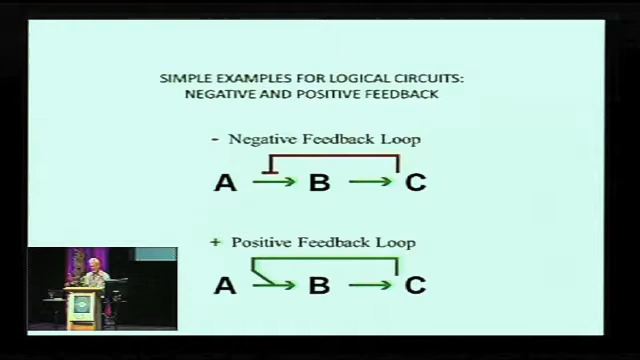 SIMPLE EXAMPLES FOR LOGICAL CIRCUITS:
NEGATIVE AND POSITIVE FEEDBACK
- Negative Feedback Loop
A B C
+ Positive Feedback Loop
A B C